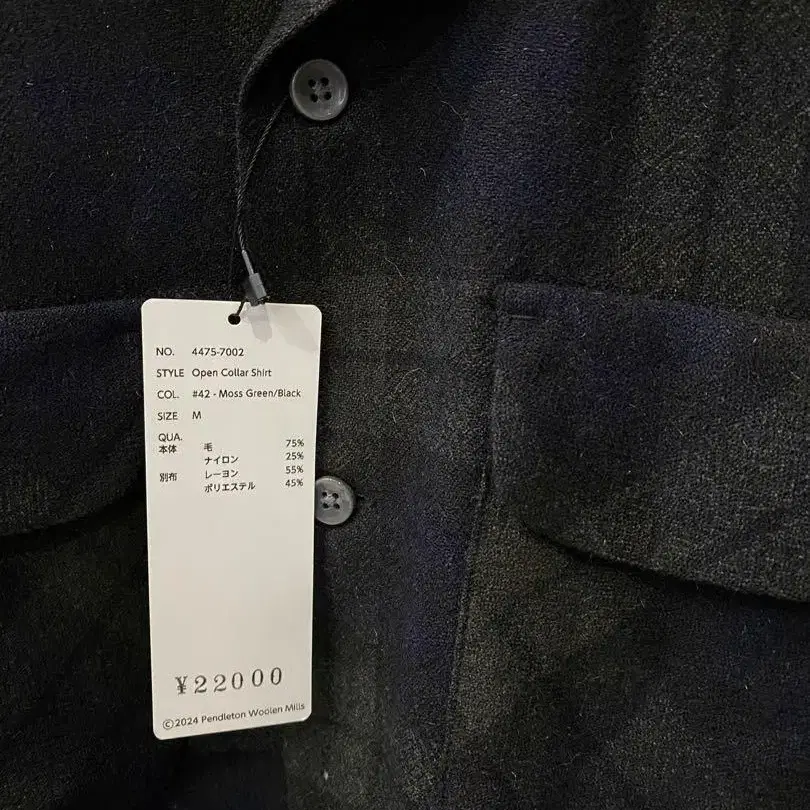 NO. 4475-7002
STYLE Open Collar Shirt
COL. #42 - Moss Green/Black
SIZE M
QUA.
本体 毛 75%
ナイロン 25%
別布 レーヨン 55%
ポリエステル 45%
¥22000
©2024 Pendleton Woolen Mills